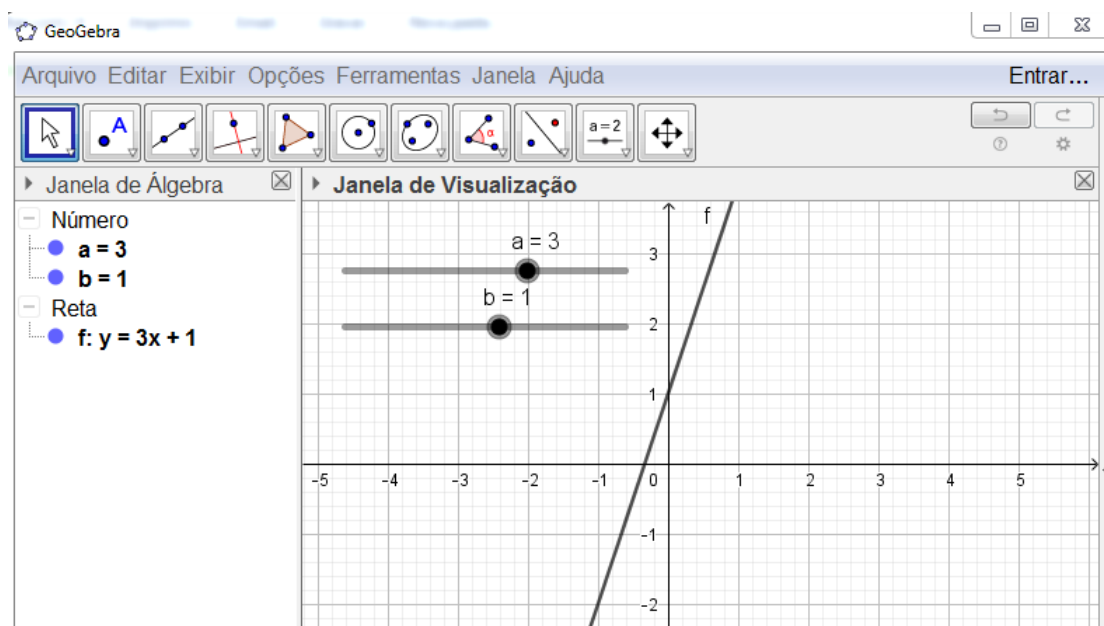 GeoGebra
Arquivo Editar Exibir Opções Ferramentas Janela Ajuda Entrar...
A α a = 2
Janela de Álgebra
Janela de Visualização
Número
a = 3
b = 1
Reta
f: y = 3x + 1
f
a = 3
b = 1
3
2
1
-5 -4 -3 -2 -1 0 1 2 3 4 5
-1
-2